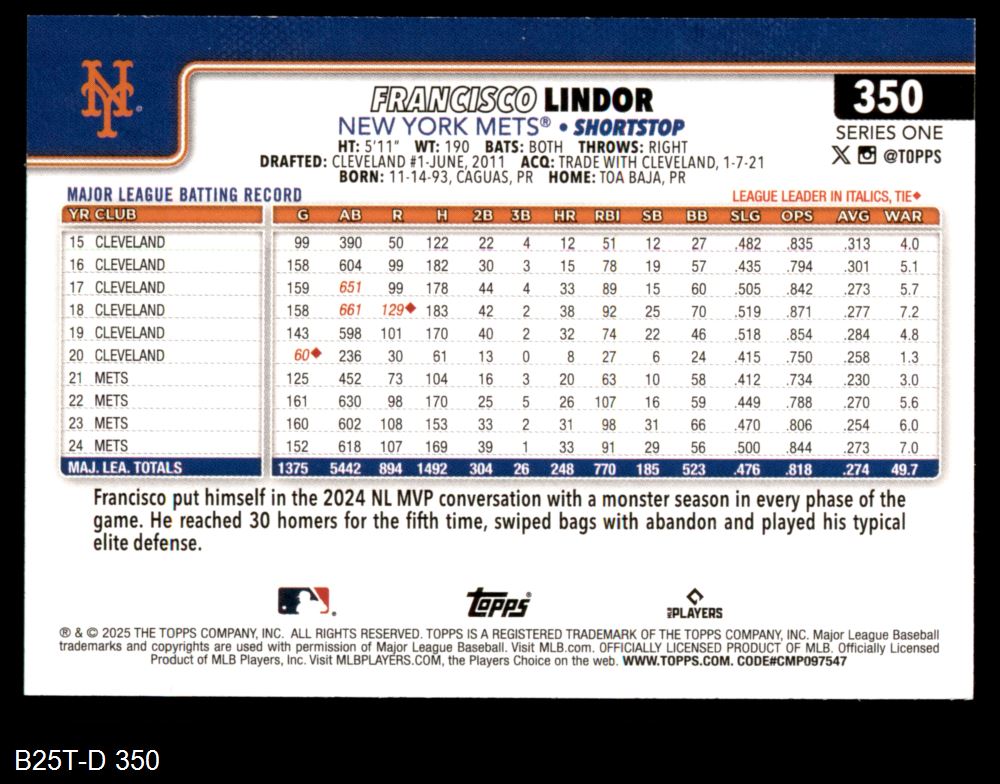 NY
FRANCISCO LINDOR
350
NEW YORK METS® • SHORTSTOP
SERIES ONE
HT: 5'11" WT: 190 BATS: BOTH THROWS: RIGHT
@TOPPS
DRAFTED: CLEVELAND #1-JUNE, 2011 ACQ: TRADE WITH CLEVELAND, 1-7-21
BORN: 11-14-93, CAGUAS, PR HOME: TOA BAJA, PR
MAJOR LEAGUE BATTING RECORD LEAGUE LEADER IN ITALICS, TIE◆
YR CLUB G AB R H 2B 3B HR RBI SB BB SLG OPS AVG WAR
15 CLEVELAND 99 390 50 122 22 4 12 51 12 27 .482 .835 .313 4.0
16 CLEVELAND 158 604 99 182 30 3 15 78 19 57 .435 .794 .301 5.1
17 CLEVELAND 159 651 99 178 44 4 33 89 15 60 .505 .842 .273 5.7
18 CLEVELAND 158 661 129◆ 183 42 2 38 92 25 70 .519 .871 .277 7.2
19 CLEVELAND 143 598 101 170 40 2 32 74 22 46 .518 .854 .284 4.8
20 CLEVELAND 60◆ 236 30 61 13 0 8 27 6 24 .415 .750 .258 1.3
21 METS 125 452 73 104 16 3 20 63 10 58 .412 .734 .230 3.0
22 METS 161 630 98 170 25 5 26 107 16 59 .449 .788 .270 5.6
23 METS 160 602 108 153 33 2 31 98 31 66 .470 .806 .254 6.0
24 METS 152 618 107 169 39 1 33 91 29 56 .500 .844 .273 7.0
MAJ. LEA. TOTALS 1375 5442 894 1492 304 26 248 770 185 523 .476 .818 .274 49.7
Francisco put himself in the 2024 NL MVP conversation with a monster season in every phase of the
game. He reached 30 homers for the fifth time, swiped bags with abandon and played his typical
elite defense.
Topps® MLB PLAYERS
® & © 2025 THE TOPPS COMPANY, INC. ALL RIGHTS RESERVED. TOPPS IS A REGISTERED TRADEMARK OF THE TOPPS COMPANY, INC. Major League Baseball
trademarks and copyrights are used with permission of Major League Baseball. Visit MLB.com. OFFICIALLY LICENSED PRODUCT OF MLB. Officially Licensed
Product of MLB Players, Inc. Visit MLBPLAYERS.COM, the Players Choice on the web. WWW.TOPPS.COM. CODE#CMP097547
B25T-D 350